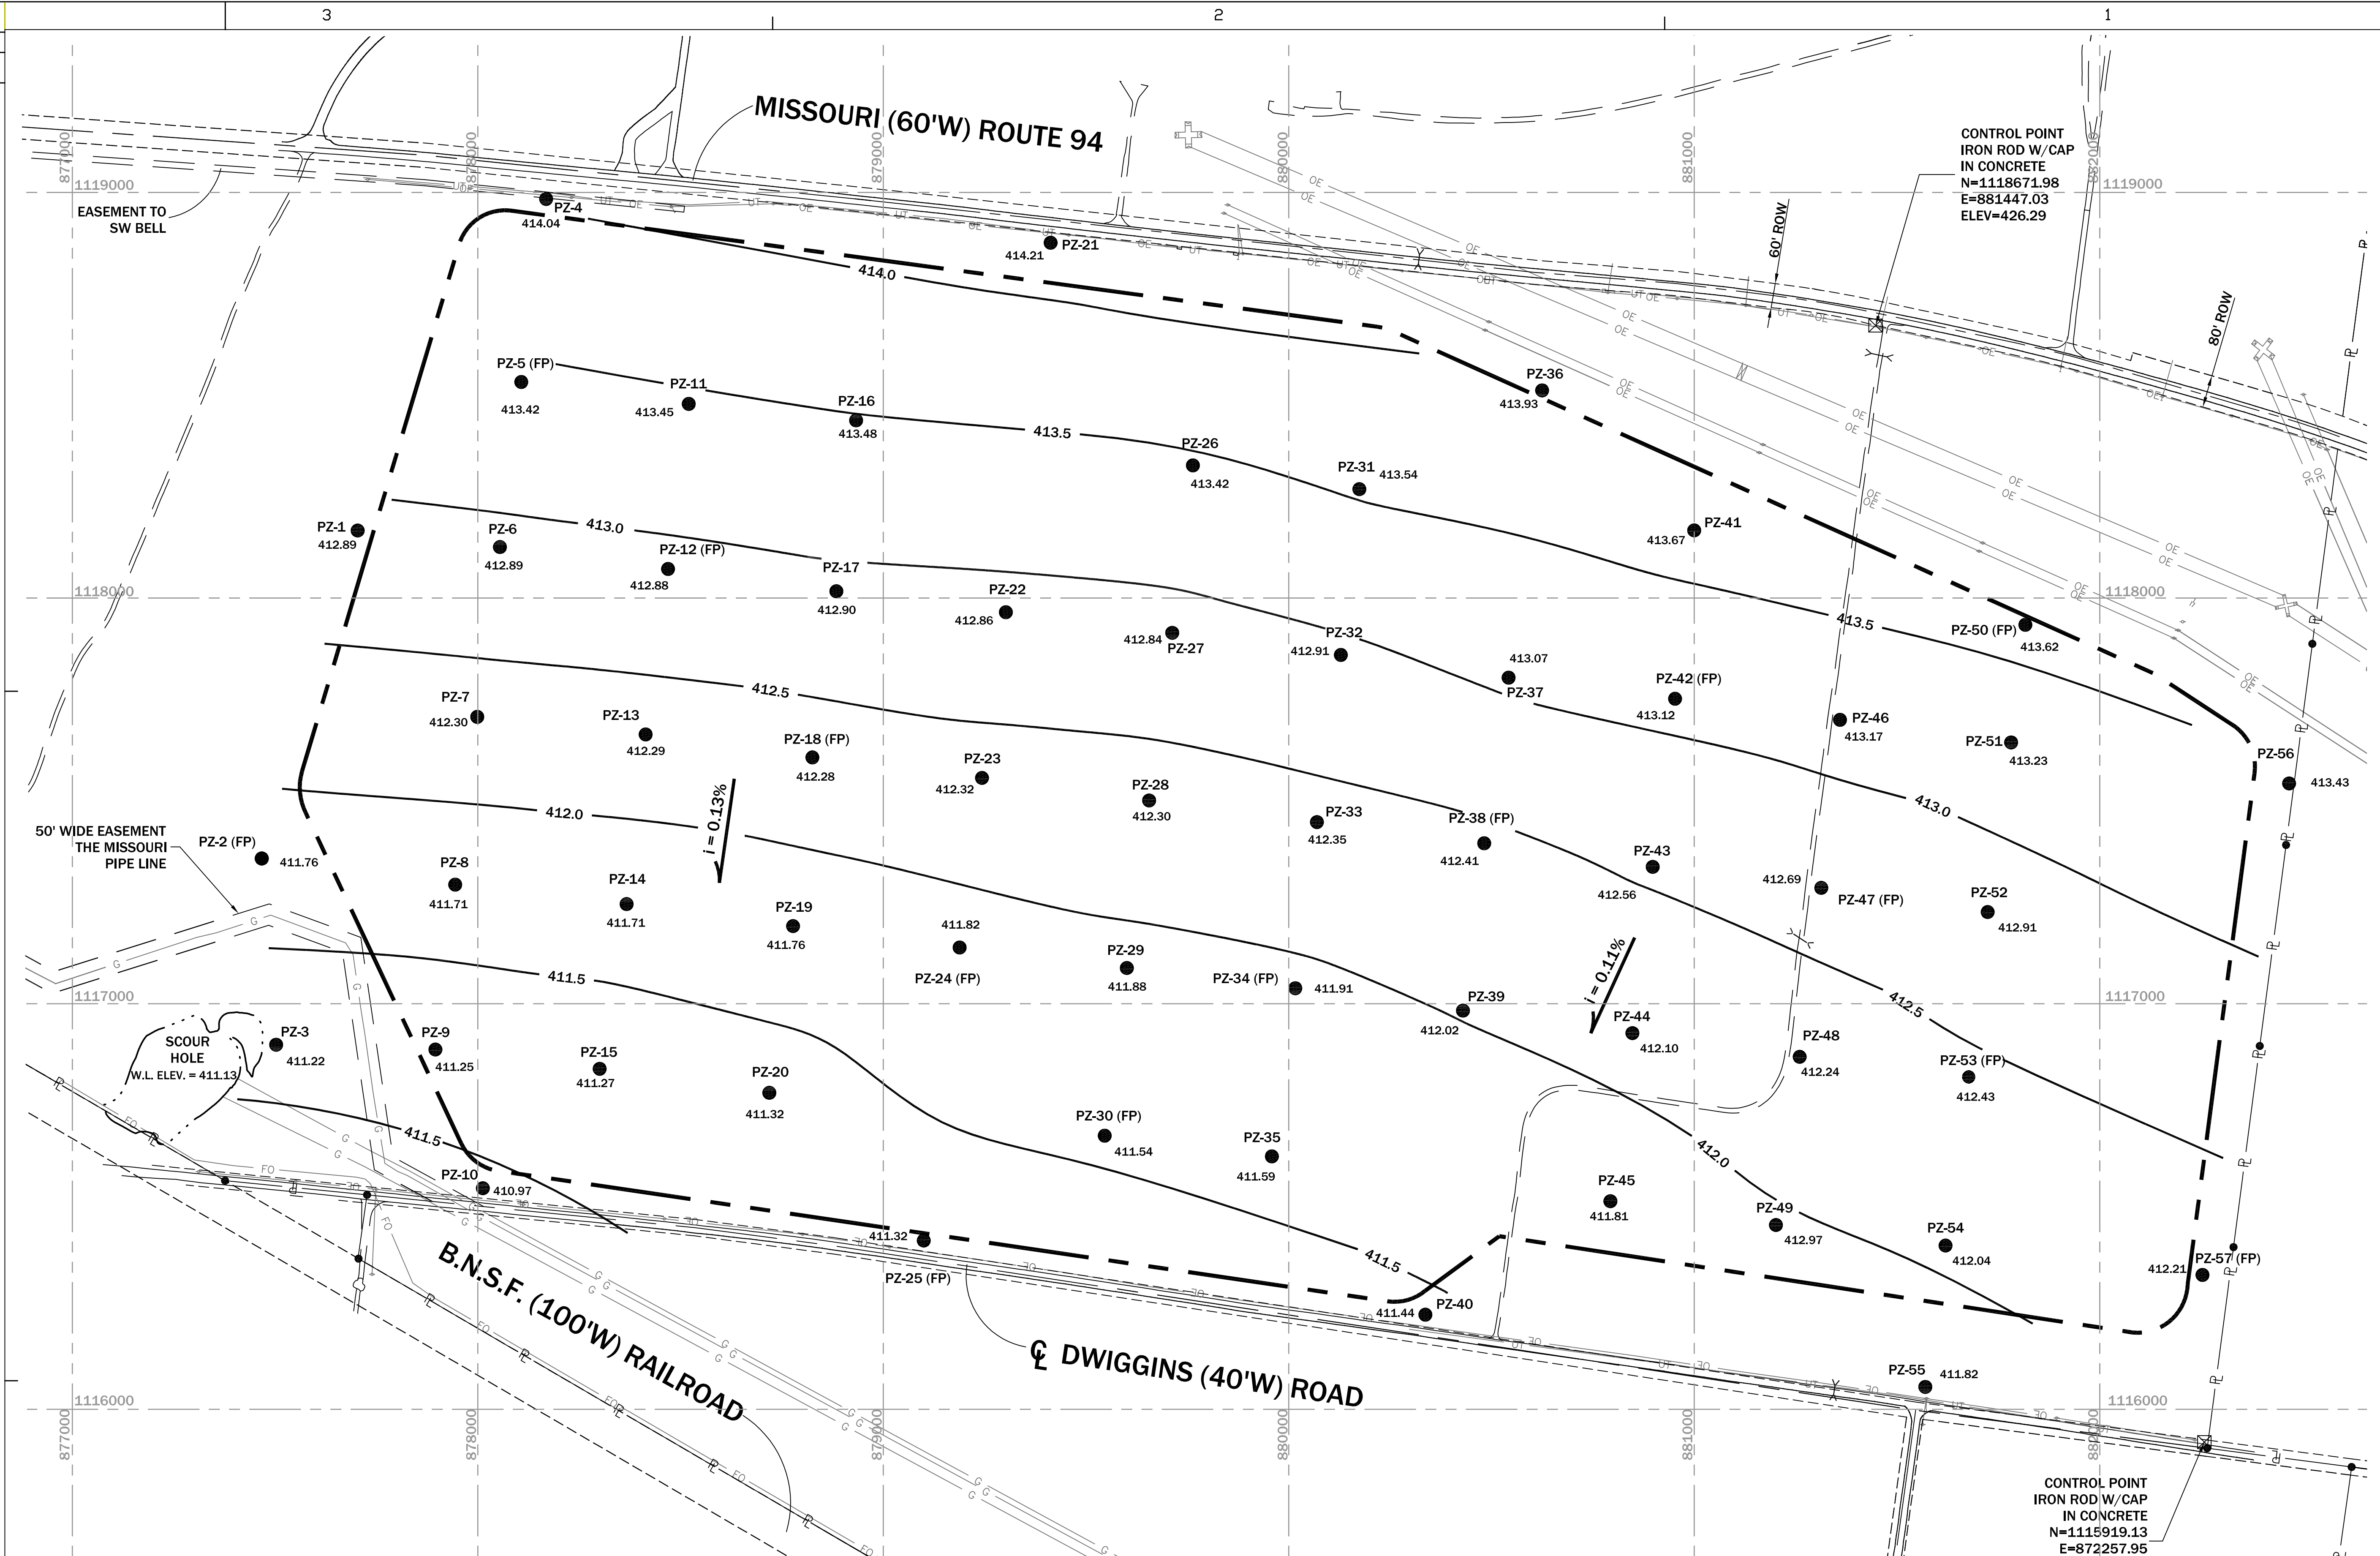 3
2
1
MISSOURI (60'W) ROUTE 94
877000
878000
879000
880000
881000
882000
1119000
1119000
CONTROL POINT
IRON ROD W/CAP
IN CONCRETE
N=1118671.98
E=881447.03
ELEV=426.29
EASEMENT TO
SW BELL
60' ROW
80' ROW
PZ-4
414.04
PZ-21
414.21
414.0
PZ-5 (FP)
413.42
PZ-11
413.45
PZ-16
413.48
413.5
PZ-36
413.93
PZ-26
413.42
PZ-31
413.54
PZ-1
412.89
PZ-6
412.89
413.0
PZ-12 (FP)
412.88
PZ-17
412.90
PZ-22
412.86
PZ-41
413.67
1118000
1118000
412.84
PZ-27
PZ-32
412.91
413.07
PZ-37
413.5
PZ-50 (FP)
413.62
PZ-42 (FP)
413.12
PZ-46
413.17
PZ-51
413.23
PZ-56
413.43
PZ-7
412.30
PZ-13
412.29
412.5
PZ-18 (FP)
412.28
PZ-23
412.32
PZ-28
412.30
PZ-33
412.35
PZ-38 (FP)
412.41
413.0
412.0
i = 0.13%
50' WIDE EASEMENT
THE MISSOURI
PIPE LINE
PZ-2 (FP)
411.76
PZ-8
411.71
PZ-14
411.71
PZ-19
411.76
411.82
PZ-24 (FP)
PZ-29
411.88
PZ-34 (FP)
411.91
PZ-43
412.56
412.69
PZ-47 (FP)
PZ-52
412.91
i = 0.11%
411.5
1117000
1117000
PZ-39
412.02
PZ-44
412.10
412.5
PZ-48
412.24
PZ-53 (FP)
412.43
SCOUR
HOLE
W.L. ELEV. = 411.13
PZ-3
411.22
PZ-9
411.25
PZ-15
411.27
PZ-20
411.32
PZ-30 (FP)
411.54
PZ-35
411.59
411.5
412.0
PZ-10
410.97
PZ-45
411.81
PZ-49
412.97
PZ-54
412.04
411.32
PZ-25 (FP)
411.5
PZ-40
411.44
412.21
PZ-57 (FP)
B.N.S.F. (100'W) RAILROAD
CL DWIGGINS (40'W) ROAD
PZ-55
411.82
1116000
1116000
877000
878000
879000
880000
881000
882000
CONTROL POINT
IRON ROD W/CAP
IN CONCRETE
N=1115919.13
E=872257.95